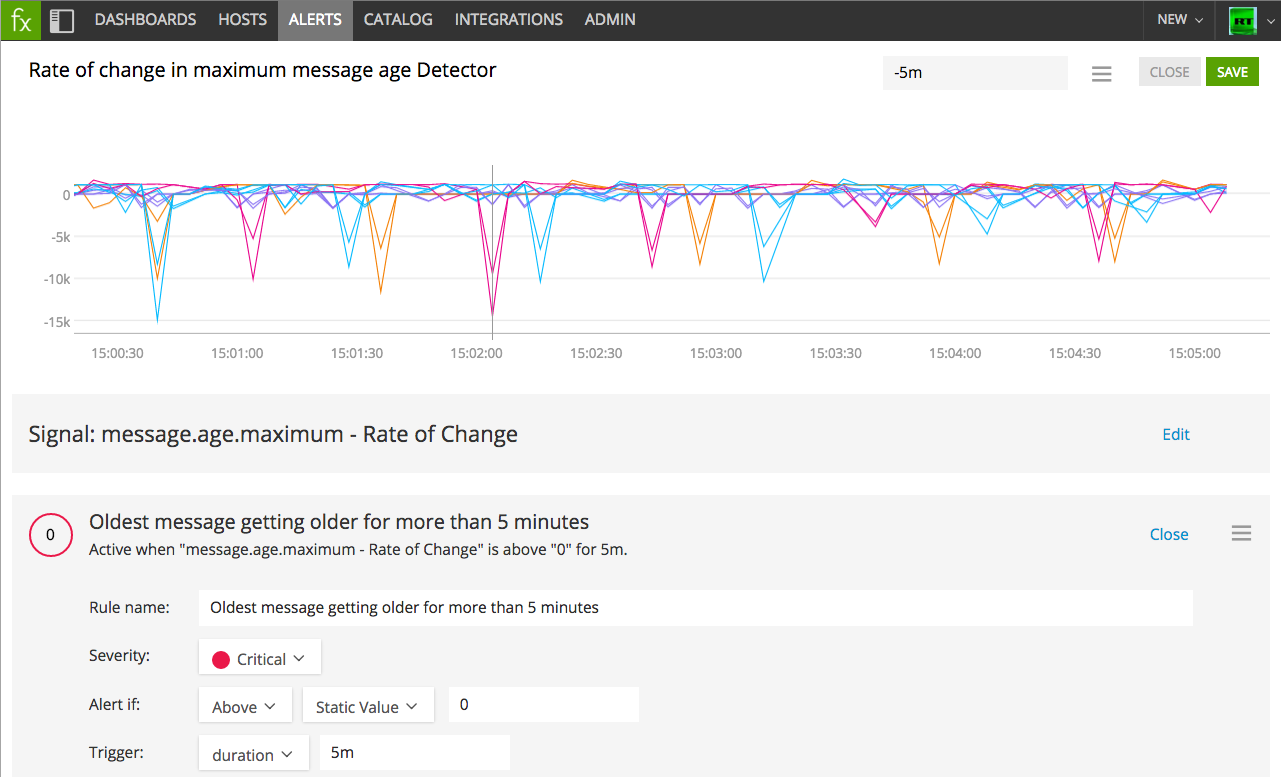 fx DASHBOARDS HOSTS ALERTS CATALOG INTEGRATIONS ADMIN NEW RT
Rate of change in maximum message age Detector -5m CLOSE SAVE
0
-5k
-10k
-15k
15:00:30 15:01:00 15:01:30 15:02:00 15:02:30 15:03:00 15:03:30 15:04:00 15:04:30 15:05:00
Signal: message.age.maximum - Rate of Change Edit
0 Oldest message getting older for more than 5 minutes Close
Active when "message.age.maximum - Rate of Change" is above "0" for 5m.
Rule name: Oldest message getting older for more than 5 minutes
Severity: Critical
Alert if: Above Static Value 0
Trigger: duration 5m